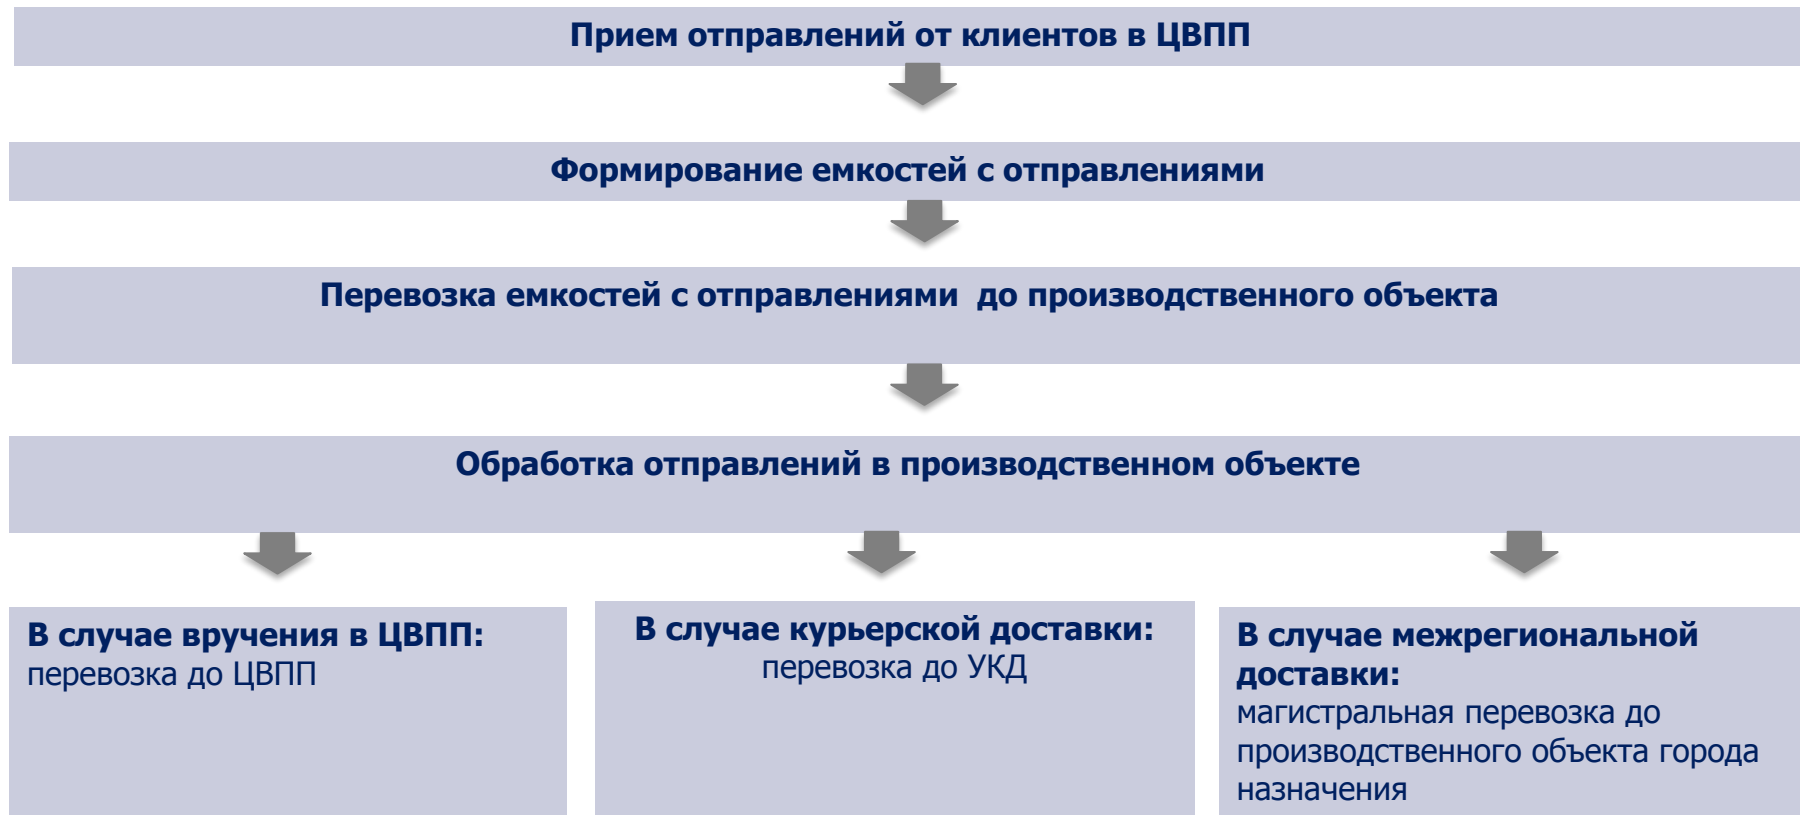 Прием отправлений от клиентов в ЦВПП
Формирование емкостей с отправлениями
Перевозка емкостей с отправлениями  до производственного объекта
Обработка отправлений в производственном объекте
В случае вручения в ЦВПП:
перевозка до ЦВПП
В случае курьерской доставки:
перевозка до УКД
В случае межрегиональной
доставки:
магистральная перевозка до
производственного объекта города
назначения